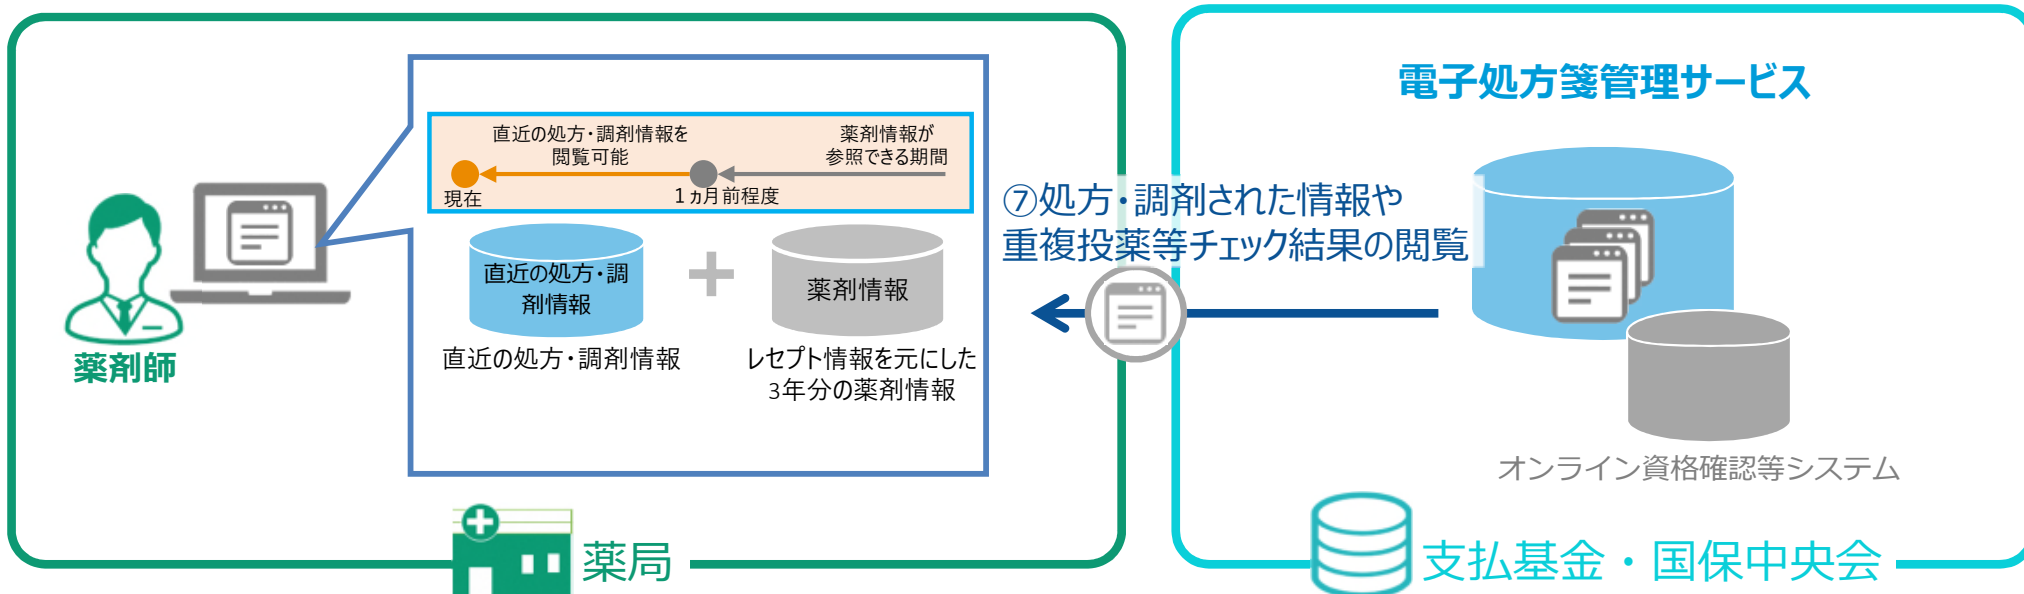 電子処方箋管理サービス
直近の処方・調剤情報を
閲覧可能
薬剤情報が
参照できる期間
現在
1ヵ月前程度
⑦処方・調剤された情報や
重複投薬等チェック結果の閲覧
直近の処方・調
剤情報
薬剤情報
直近の処方・調剤情報
レセプト情報を元にした
3年分の薬剤情報
薬剤師
オンライン資格確認等システム
薬局
支払基金・国保中央会